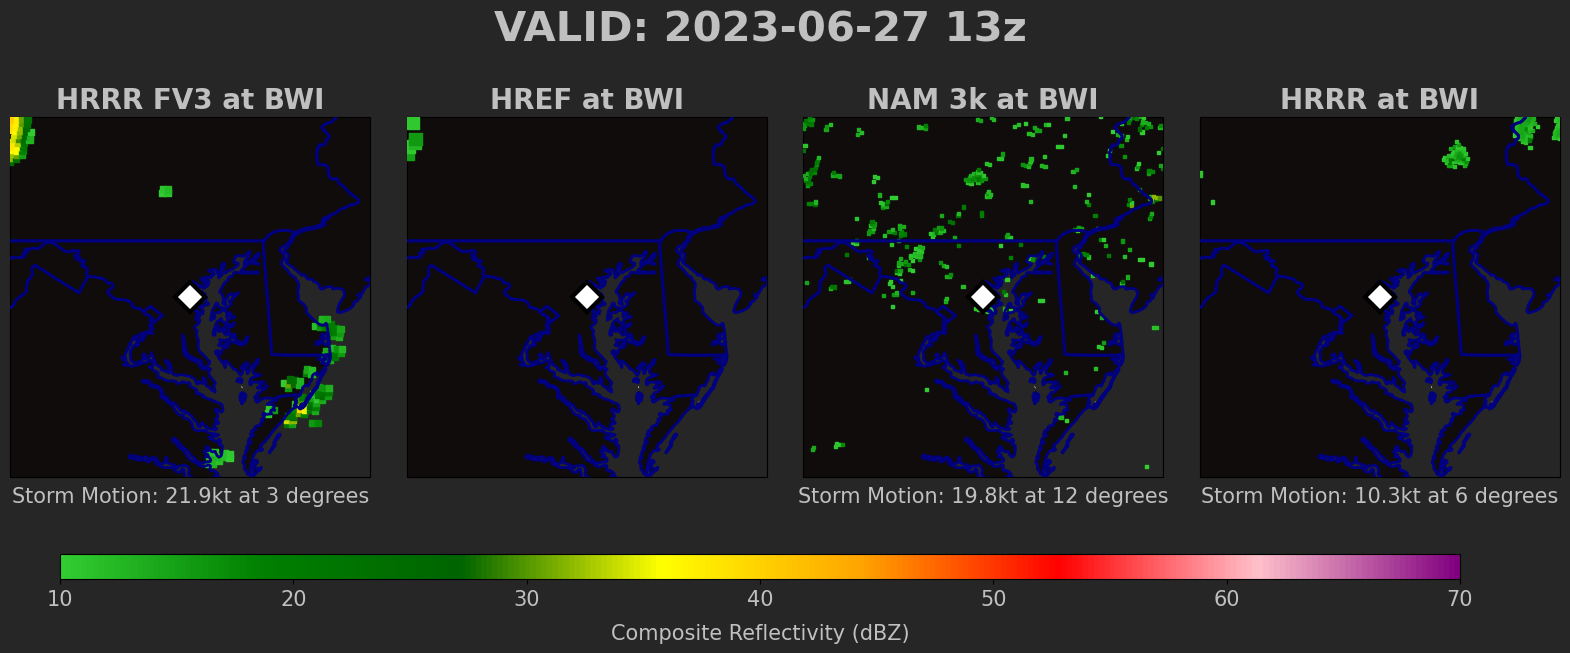 VALID: 2023-06-27 13z
HRRR FV3 at BWI
HREF at BWI
NAM 3k at BWI
HRRR at BWI
Storm Motion: 21.9kt at 3 degrees
Storm Motion: 19.8kt at 12 degrees
Storm Motion: 10.3kt at 6 degrees
10 20 30 40 50 60 70
Composite Reflectivity (dBZ)